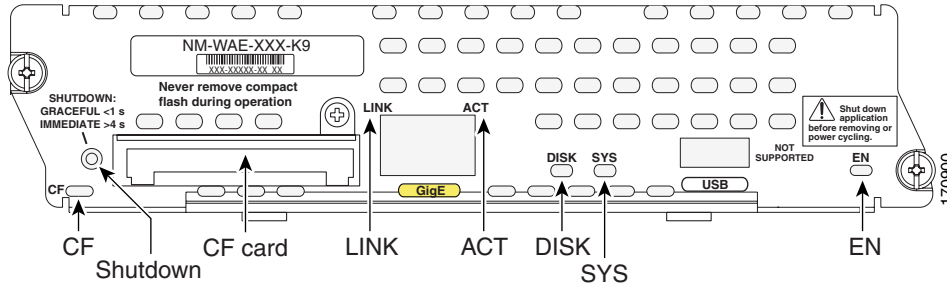 NM-WAE-XXX-K9
XXX-XXXXX-XX XX
Never remove compact
flash during operation
SHUTDOWN:
GRACEFUL <1 s
IMMEDIATE >4 s
LINK
ACT
Shut down
application
before removing or
power cycling.
DISK
SYS
NOT
SUPPORTED
EN
CF
GigE
USB
170900
CF
Shutdown
CF card
LINK
ACT
DISK
SYS
EN